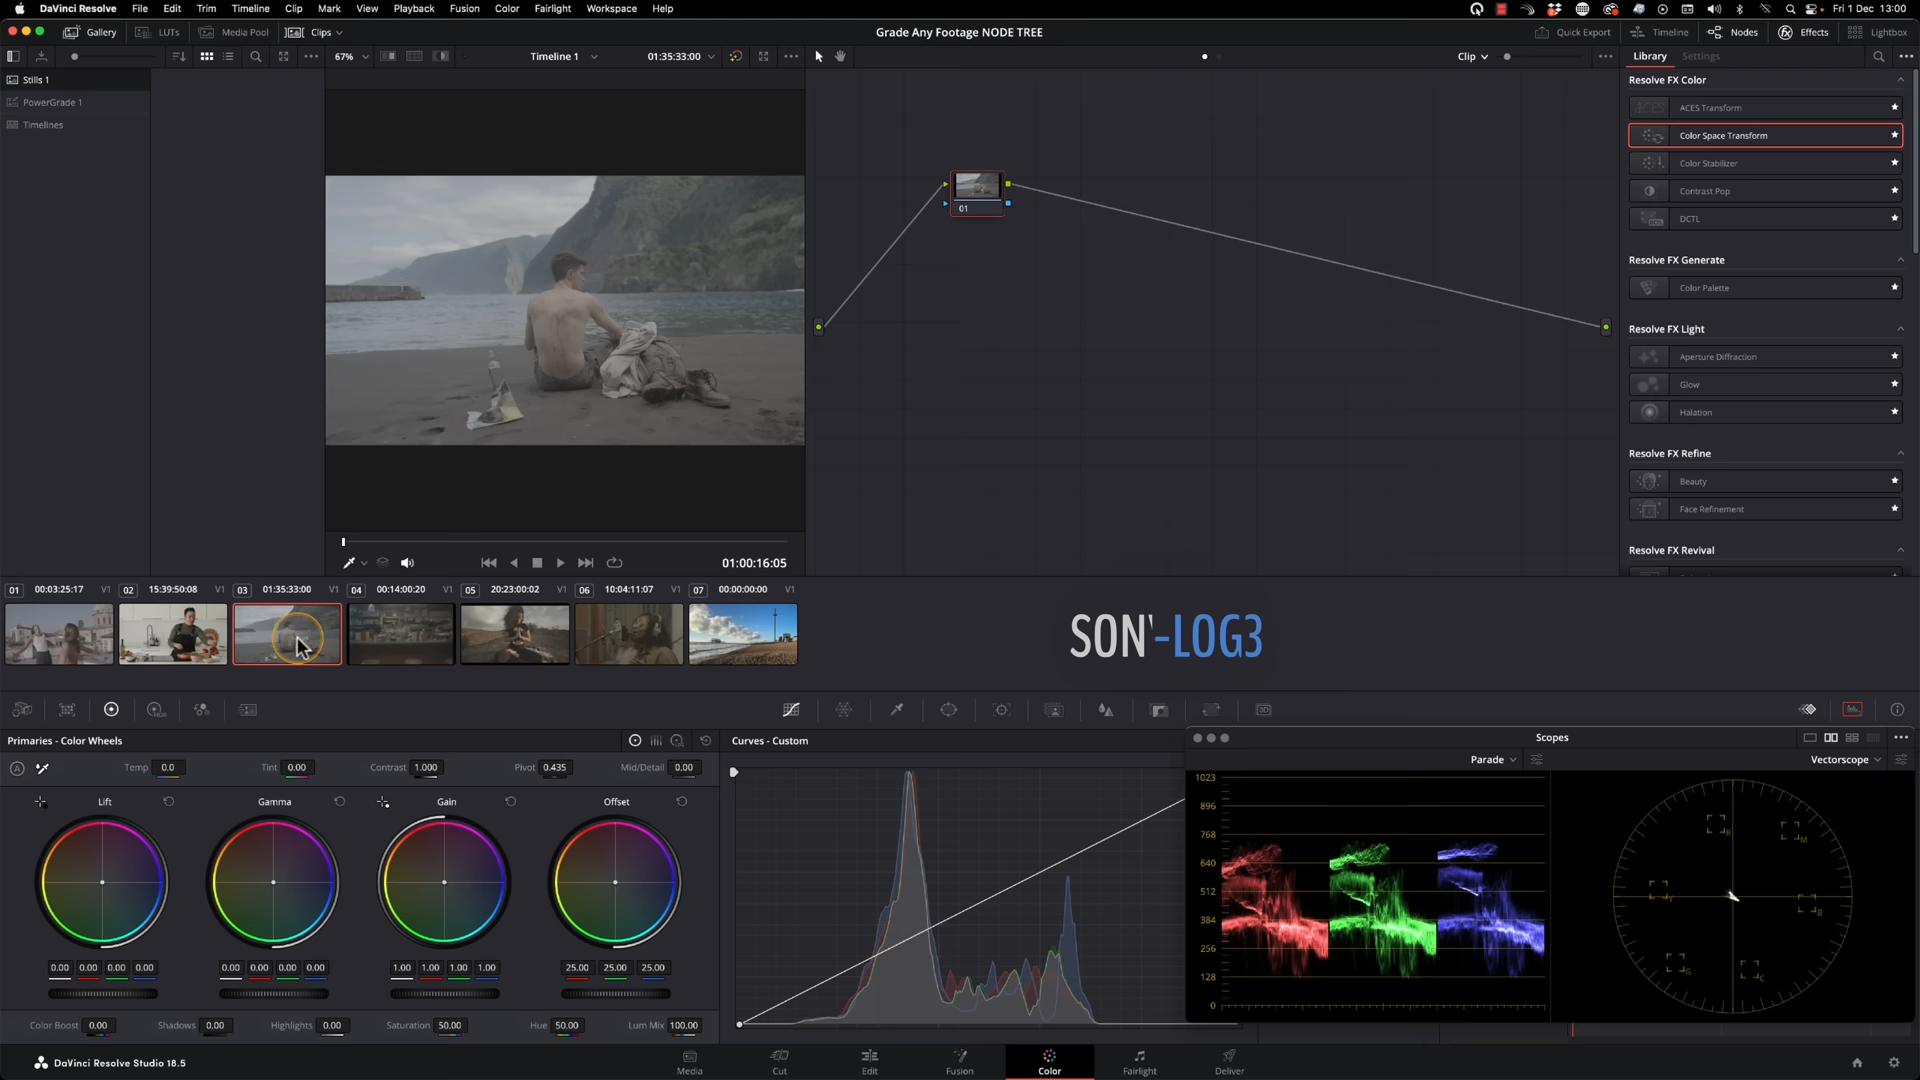 DaVinci Resolve File Edit Trim Timeline Clip Mark View Playback Fusion Color Fairlight Workspace Help Fri 1 Dec 13:00
Gallery LUTs Media Pool Clips Grade Any Footage NODE TREE Quick Export Timeline Nodes Effects Lightbox
67% Timeline 1 01:35:33:00 Clip Library Settings
Stills 1
PowerGrade 1
Timelines
01
Resolve FX Color
ACES Transform
Color Space Transform
Color Stabilizer
Contrast Pop
DCTL
Resolve FX Generate
Color Palette
Resolve FX Light
Aperture Diffraction
Glow
Halation
Resolve FX Refine
Beauty
Face Refinement
Resolve FX Revival
01:00:16:05
01 00:03:25:17 V1 02 15:39:50:08 V1 03 01:35:33:00 V1 04 00:14:00:20 V1 05 20:23:00:02 V1 06 10:04:11:07 V1 07 00:00:00:00 V1
SON -LOG3
Primaries - Color Wheels
Curves - Custom
Temp 0.0 Tint 0.00 Contrast 1.000 Pivot 0.435 Mid/Detail 0.00
Lift Gamma Gain Offset
0.00 0.00 0.00 0.00 0.00 0.00 0.00 0.00 1.00 1.00 1.00 1.00 25.00 25.00 25.00
Color Boost 0.00 Shadows 0.00 Highlights 0.00 Saturation 50.00 Hue 50.00 Lum Mix 100.00
Scopes
Parade Vectorscope
1023
896
768
640
512
384
256
128
0
R
M
Y
B
G
C
DaVinci Resolve Studio 18.5
Media Cut Edit Fusion Color Fairlight Deliver